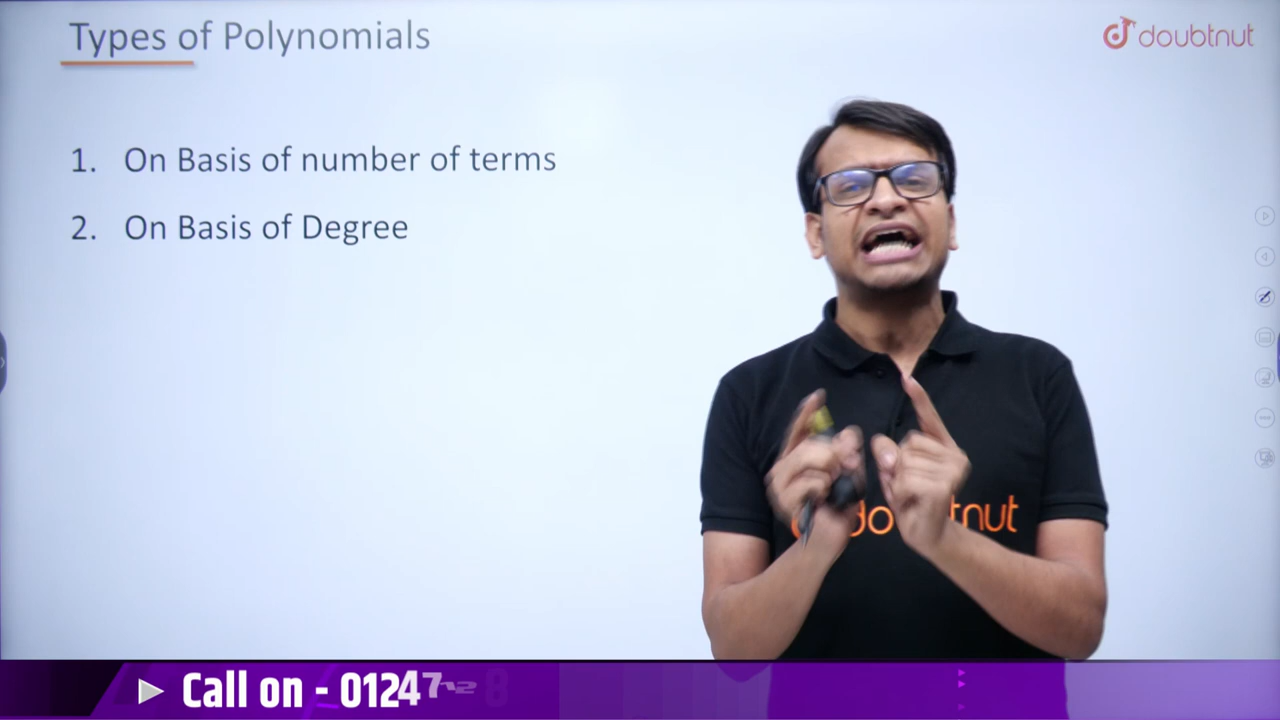 Types of Polynomials
doubtnut
1. On Basis of number of terms
2. On Basis of Degree
Call on - 0124